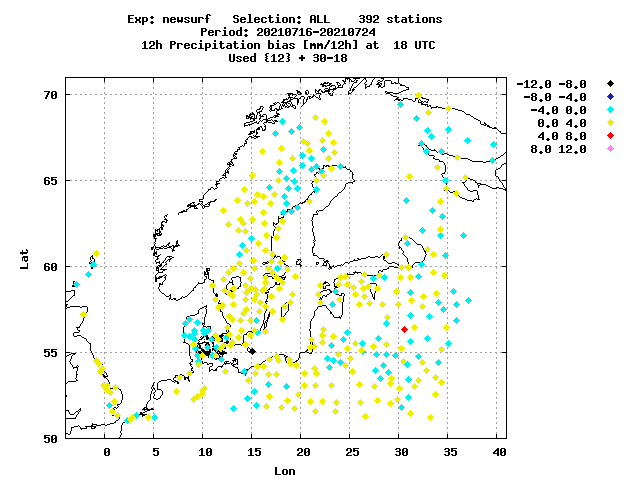 Exp: newsurf Selection: ALL 392 stations
Period: 20210716-20210724
12h Precipitation bias [mm/12h] at 18 UTC
Used {12} + 30-18
-12.0 -8.0
-8.0 -4.0
-4.0 0.0
0.0 4.0
4.0 8.0
8.0 12.0
70
65
60
55
50
Lat
0 5 10 15 20 25 30 35 40
Lon